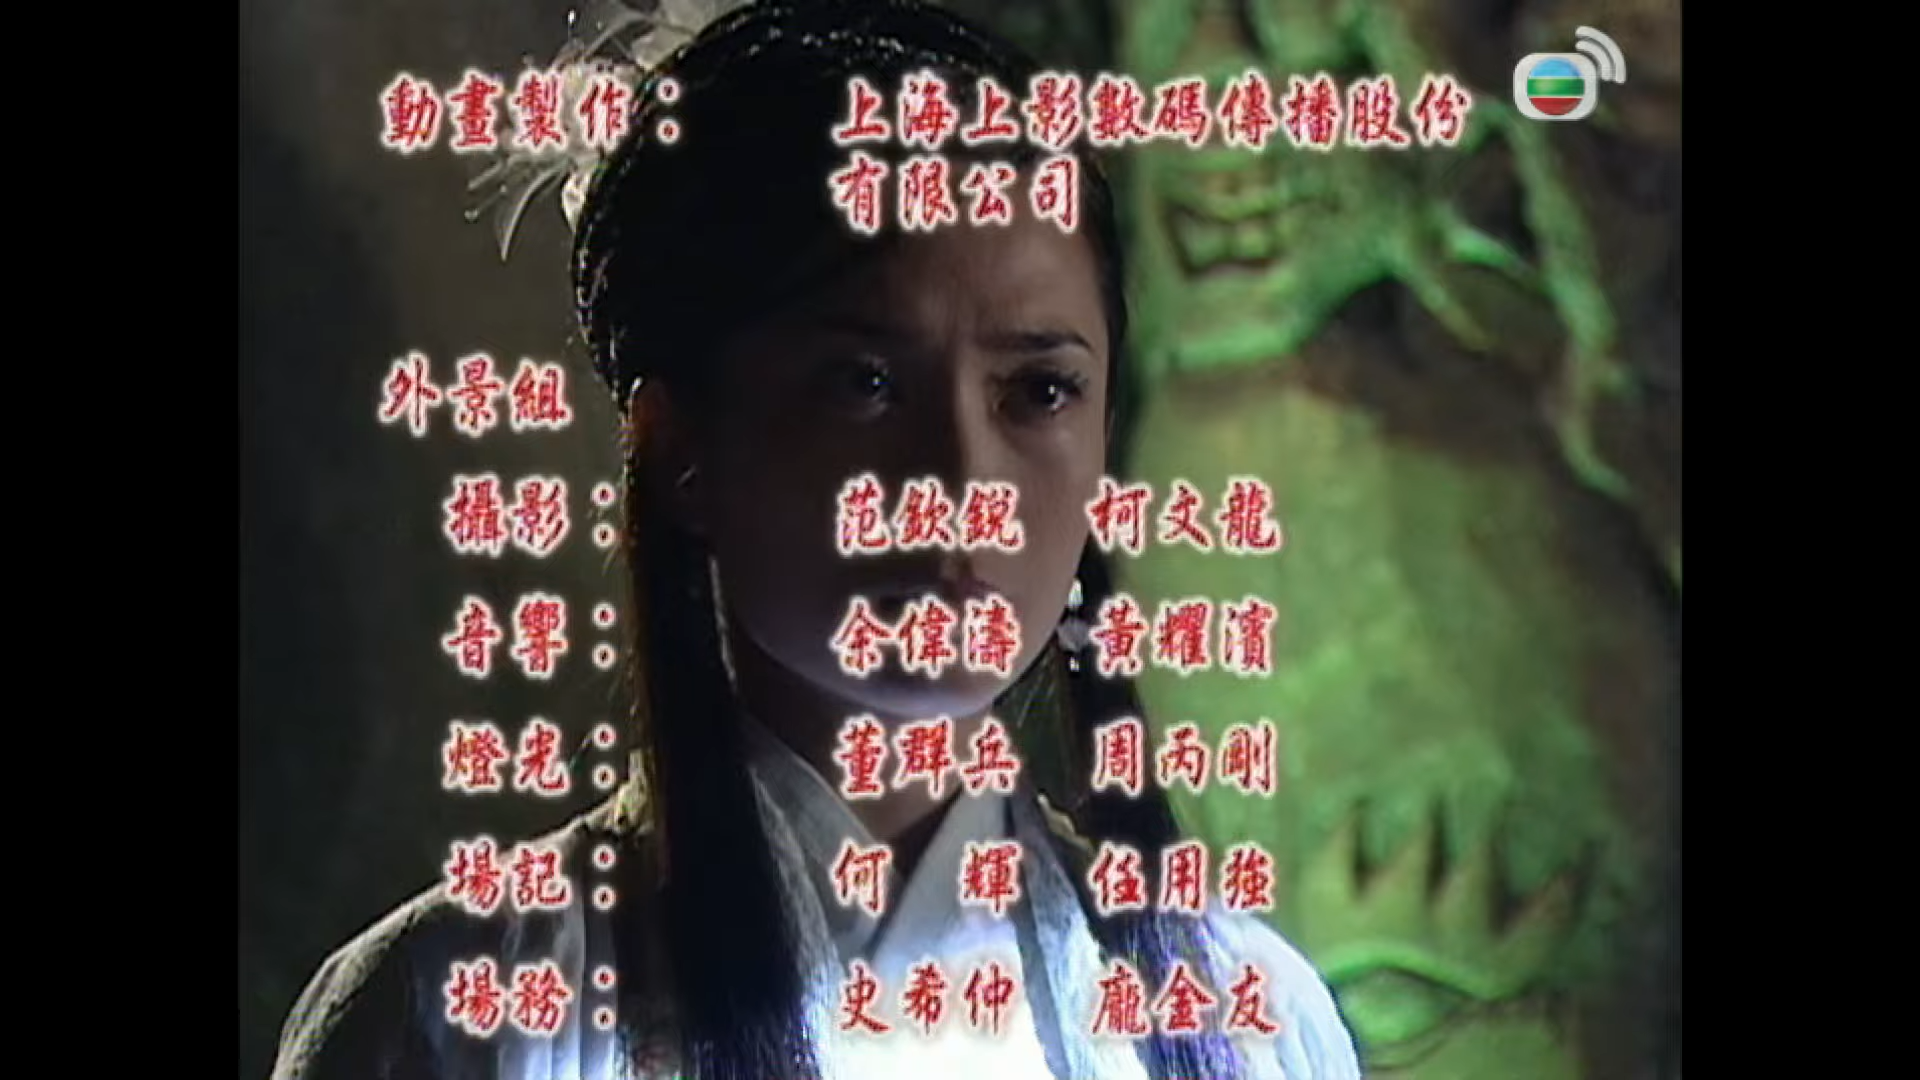 動畫製作： 上海上影數碼傳播股份
有限公司
外景組
攝影： 范欽銳 柯文龍
音響： 余偉濤 黃耀濱
燈光： 董群兵 周丙剛
場記： 何　輝 任用強
場務： 史希仲 龐金友